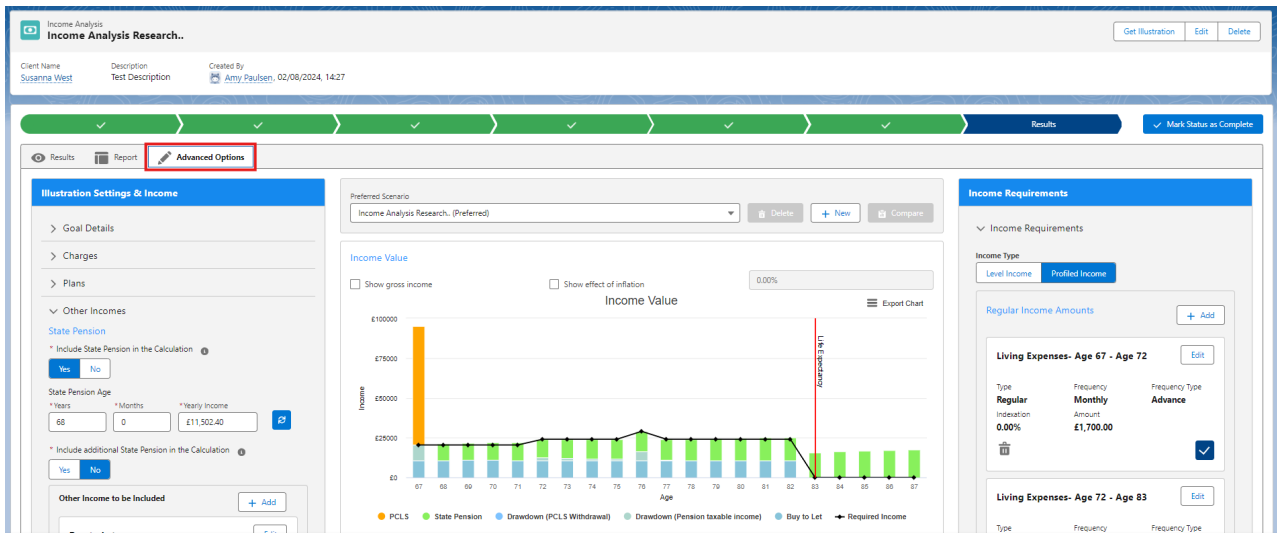 Income Analysis
Income Analysis Research..
Get Illustration Edit Delete
Client Name Description Created By
Susanna West Test Description Amy Paulsen, 02/08/2024, 14:27
Results
Mark Status as Complete
Results Report Advanced Options
Illustration Settings & Income
Goal Details
Charges
Plans
Other Incomes
State Pension
* Include State Pension in the Calculation
Yes No
State Pension Age
*Years *Months *Yearly Income
68 0 £11,502.40
* Include additional State Pension in the Calculation
Yes No
Other Income to be Included
+ Add
Preferred Scenario
Income Analysis Research.. (Preferred)
Delete + New Compare
Income Value
Show gross income Show effect of inflation 0.00%
Income Value
Export Chart
£100000
£75000
£50000
£25000
£0
Income
Life Expectancy
67 68 69 70 71 72 73 74 75 76 77 78 79 80 81 82 83 84 85 86 87
Age
PCLS State Pension Drawdown (PCLS Withdrawal) Drawdown (Pension taxable income) Buy to Let Required Income
Income Requirements
Income Requirements
Income Type
Level Income Profiled Income
Regular Income Amounts
+ Add
Living Expenses- Age 67 - Age 72
Edit
Type Frequency Frequency Type
Regular Monthly Advance
Indexation Amount
0.00% £1,700.00
Living Expenses- Age 72 - Age 83
Edit
Type Frequency Frequency Type